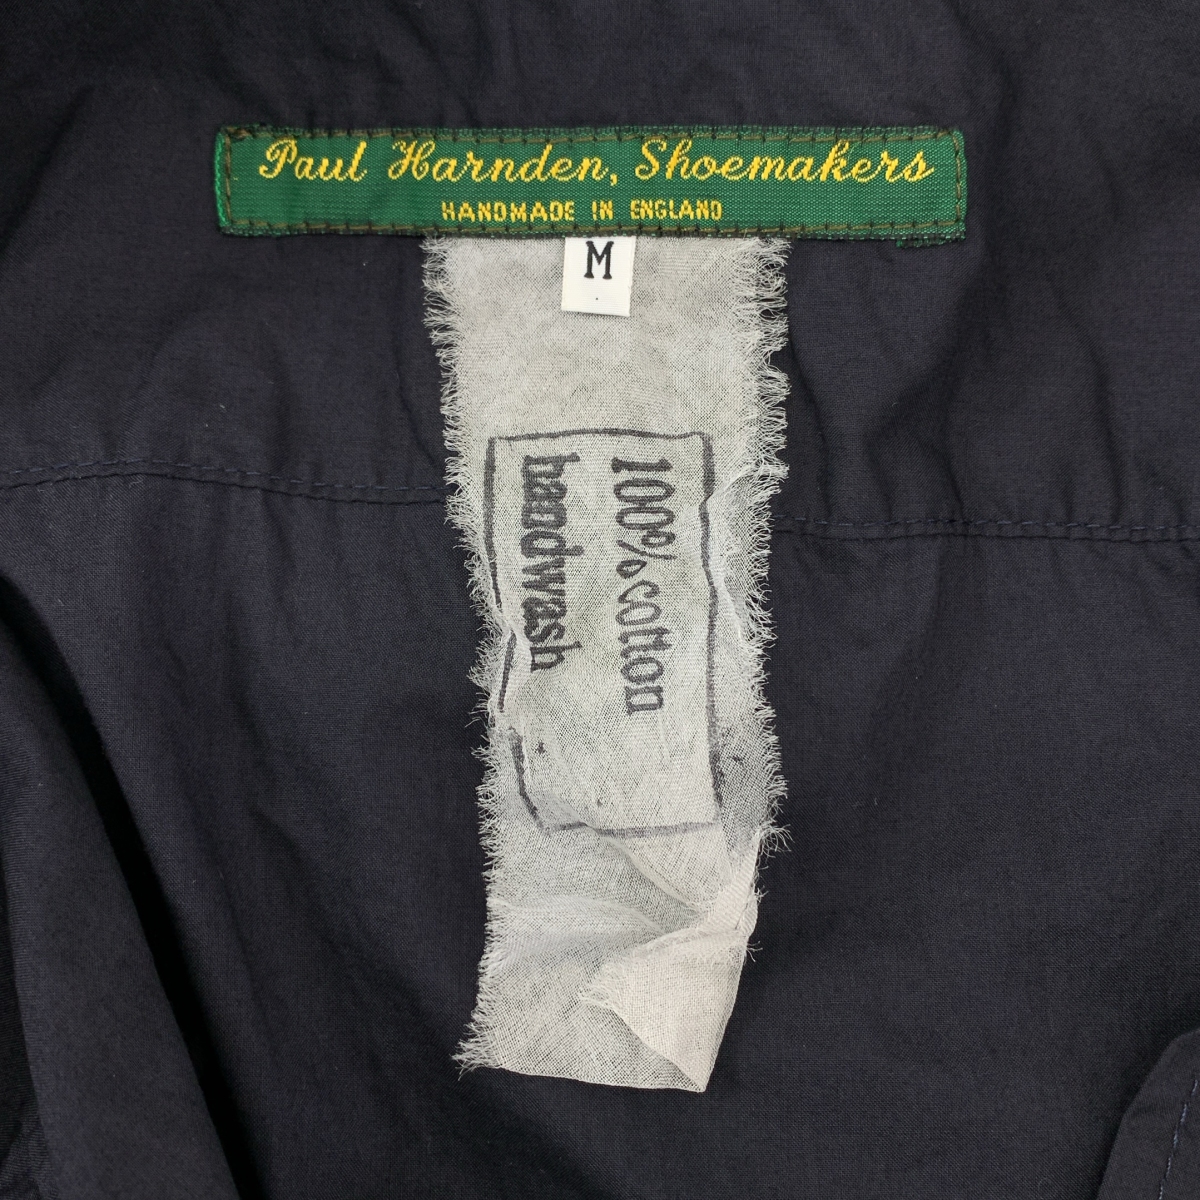 Paul Harnden, Shoemakers
HANDMADE IN ENGLAND
M
100% cotton
handwash